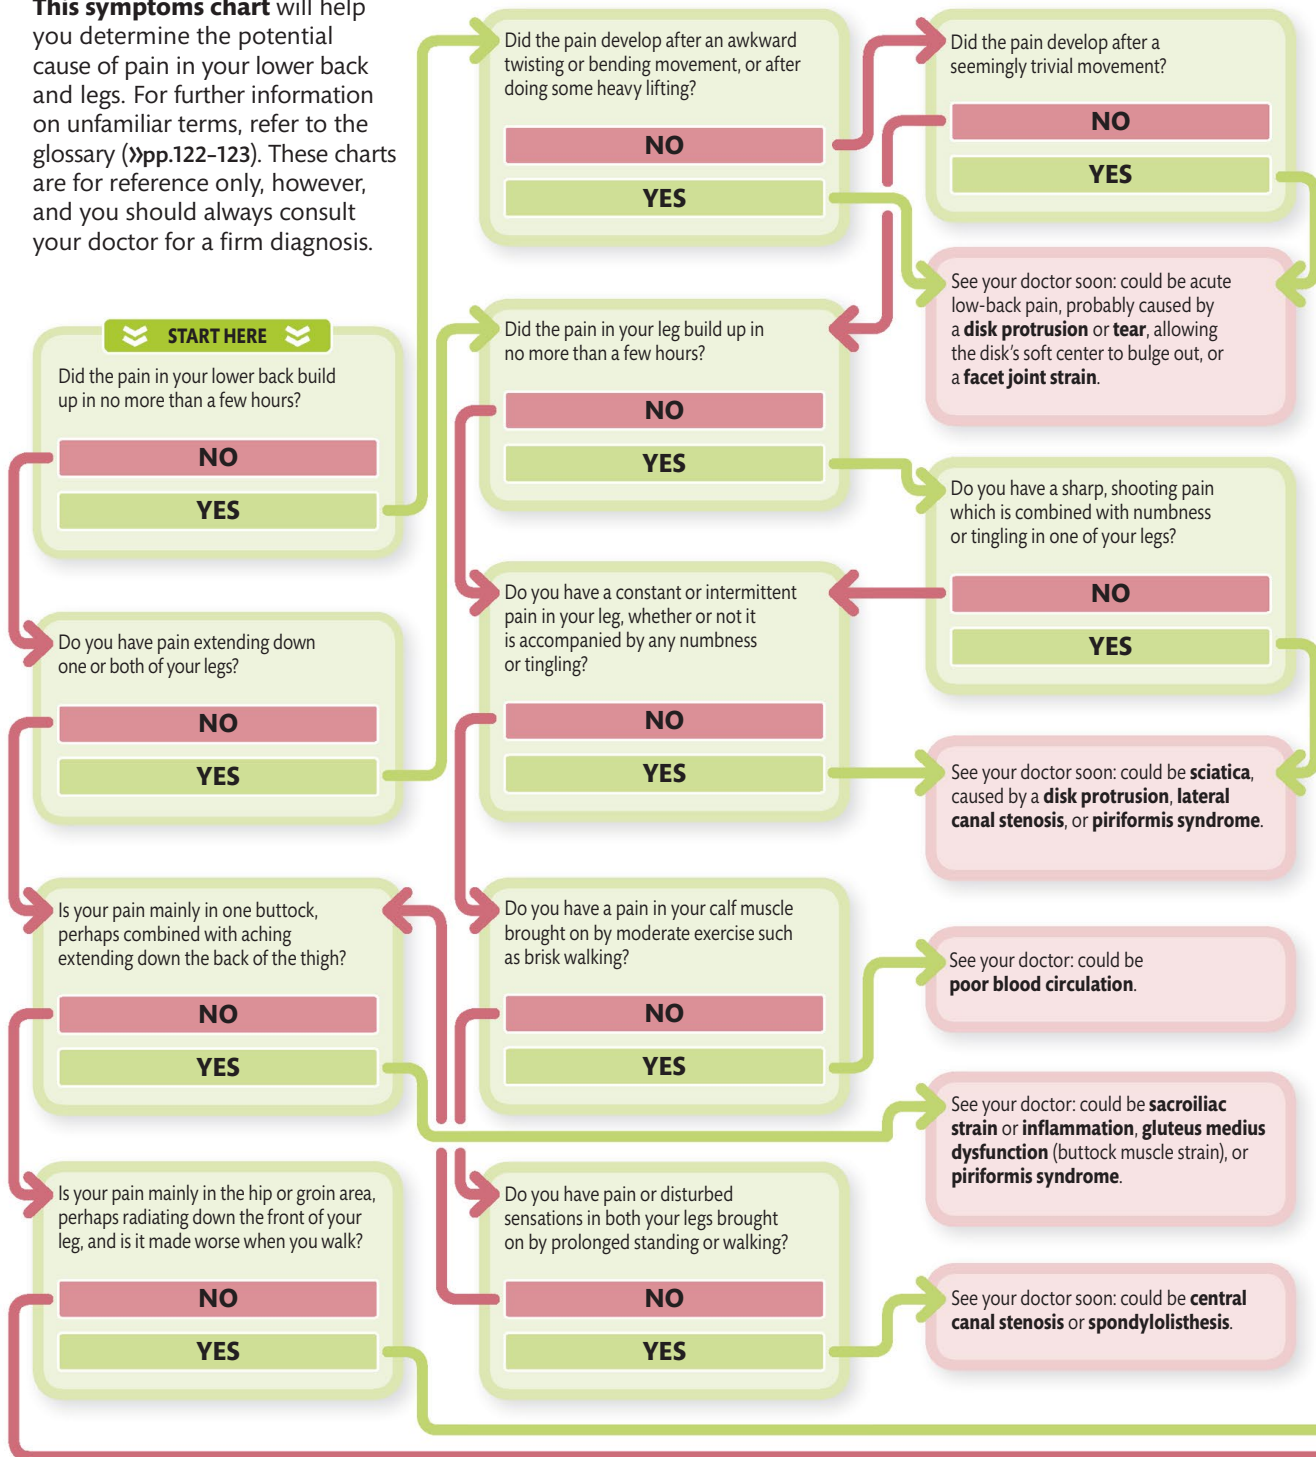 This symptoms chart will help
you determine the potential
cause of pain in your lower back
and legs. For further information
on unfamiliar terms, refer to the
glossary (»pp.122–123). These charts
are for reference only, however,
and you should always consult
your doctor for a firm diagnosis.
START HERE
Did the pain in your lower back build
up in no more than a few hours?
NO
YES
Do you have pain extending down
one or both of your legs?
NO
YES
Is your pain mainly in one buttock,
perhaps combined with aching
extending down the back of the thigh?
NO
YES
Is your pain mainly in the hip or groin area,
perhaps radiating down the front of your
leg, and is it made worse when you walk?
NO
YES
Did the pain develop after an awkward
twisting or bending movement, or after
doing some heavy lifting?
NO
YES
Did the pain in your leg build up in
no more than a few hours?
NO
YES
Do you have a constant or intermittent
pain in your leg, whether or not it
is accompanied by any numbness
or tingling?
NO
YES
Do you have a pain in your calf muscle
brought on by moderate exercise such
as brisk walking?
NO
YES
Do you have pain or disturbed
sensations in both your legs brought
on by prolonged standing or walking?
NO
YES
Did the pain develop after a
seemingly trivial movement?
NO
YES
See your doctor soon: could be acute
low-back pain, probably caused by
a disk protrusion or tear, allowing
the disk's soft center to bulge out, or
a facet joint strain.
Do you have a sharp, shooting pain
which is combined with numbness
or tingling in one of your legs?
NO
YES
See your doctor soon: could be sciatica,
caused by a disk protrusion, lateral
canal stenosis, or piriformis syndrome.
See your doctor: could be
poor blood circulation.
See your doctor: could be sacroiliac
strain or inflammation, gluteus medius
dysfunction (buttock muscle strain), or
piriformis syndrome.
See your doctor soon: could be central
canal stenosis or spondylolisthesis.